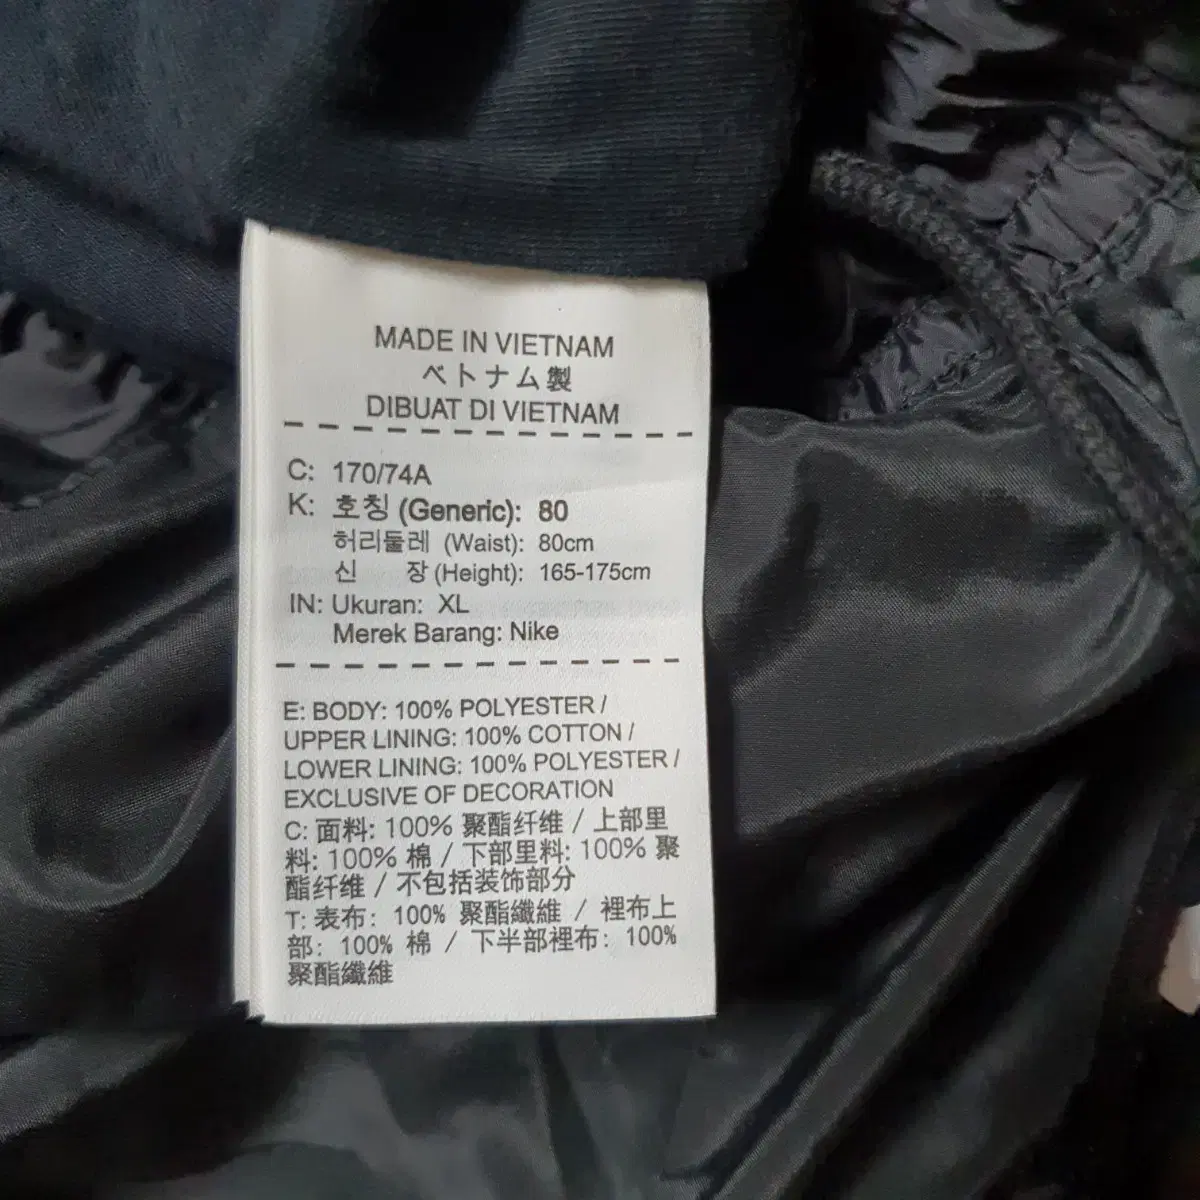 MADE IN VIETNAM
ベトナム製
DIBUAT DI VIETNAM
C: 170/74A
K: 호칭 (Generic): 80
허리둘레 (Waist): 80cm
신 장 (Height): 165-175cm
IN: Ukuran: XL
Merek Barang: Nike
E: BODY: 100% POLYESTER /
UPPER LINING: 100% COTTON /
LOWER LINING: 100% POLYESTER /
EXCLUSIVE OF DECORATION
C: 面料: 100% 聚酯纤维 / 上部里
料: 100% 棉 / 下部里料: 100% 聚
酯纤维 / 不包括装饰部分
T: 表布: 100% 聚酯纖維 / 裡布上
部: 100% 棉 / 下半部裡布: 100%
聚酯纖維